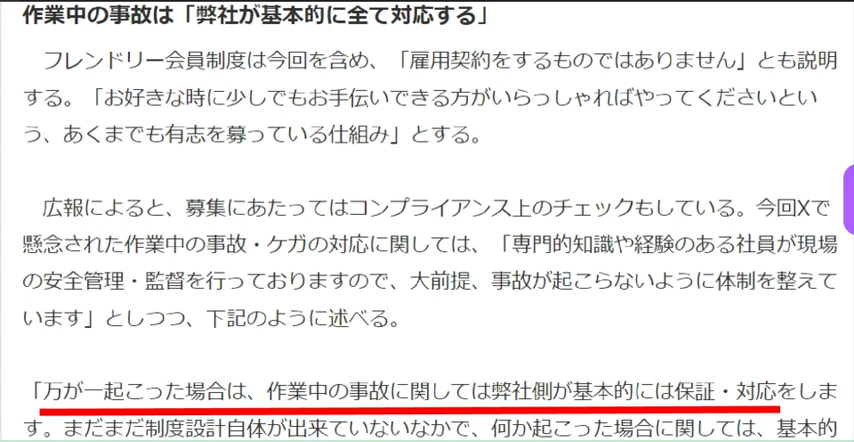 作業中の事故は「弊社が基本的に全て対応する」
フレンドリー会員制度は今回を含め、「雇用契約をするものではありません」とも説明
する。「お好きな時に少しでもお手伝いできる方がいらっしゃればやってくださいとい
う、あくまでも有志を募っている仕組み」とする。
広報によると、募集にあたってはコンプライアンス上のチェックもしている。今回Xで
懸念された作業中の事故・ケガの対応に関しては、「専門的知識や経験のある社員が現場
の安全管理・監督を行っておりますので、大前提、事故が起こらないように体制を整えて
います」としつつ、下記のように述べる。
「万が一起こった場合は、作業中の事故に関しては弊社側が基本的には保証・対応をしま
す。まだまだ制度設計自体が出来ていないなかで、何か起こった場合に関しては、基本的